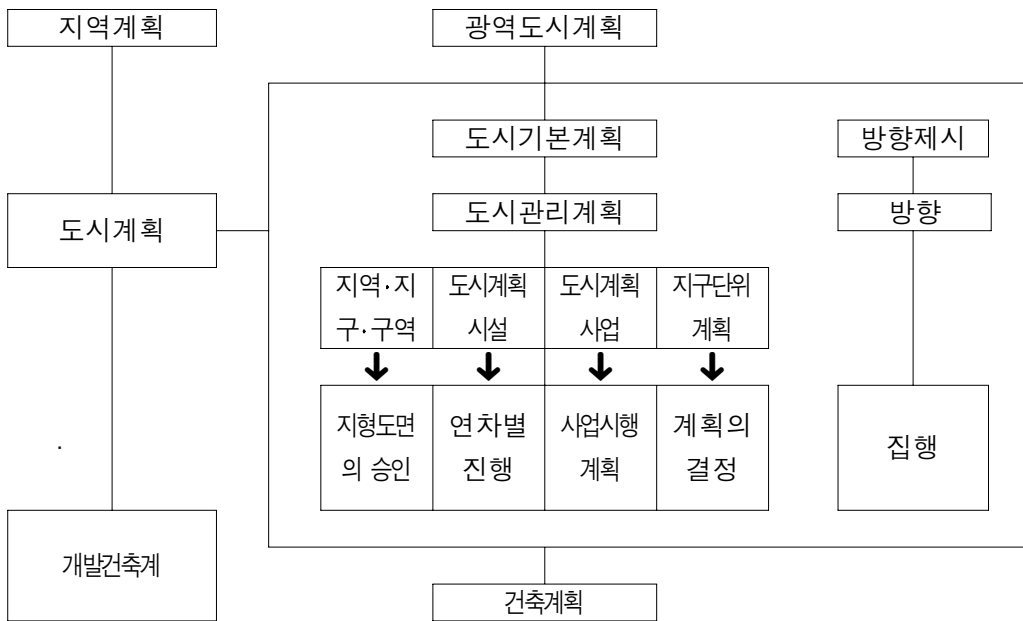 지역계획
광역도시계획
도시기본계획
방향제시
도시계획
도시관리계획
방향
지역·지
구·구역
도시계획
시설
도시계획
사업
지구단위
계획
지형도면
의 승인
연차별
진행
사업시행
계획
계획의
결정
집행
개발건축계
건축계획